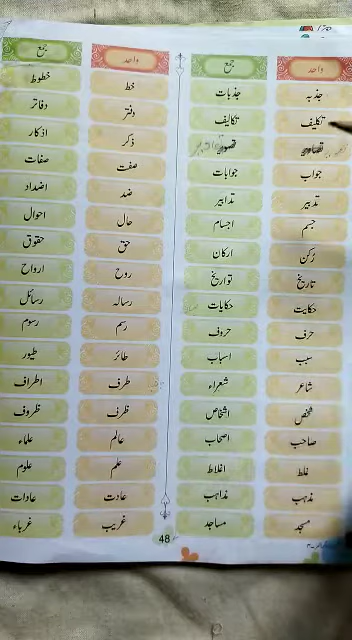 واحد جمع واحد جمع
جذبہ جذبات خط خطوط
تکلیف تکالیف دفتر دفاتر
ذکر اذکار
جواب جوابات صفت صفات
تدبیر تدابیر ضد اضداد
جسم اجسام حال احوال
رکن ارکان حق حقوق
تاریخ تواریخ روح ارواح
حکایت حکایات رسالہ رسائل
حرف حروف رسم رسوم
سبب اسباب طائر طیور
شاعر شعراء طرف اطراف
شخص اشخاص ظرف ظروف
صاحب اصحاب عالم علماء
غلط اغلاط علم علوم
مذہب مذاہب عادت عادات
مسجد مساجد غریب غرباء
48